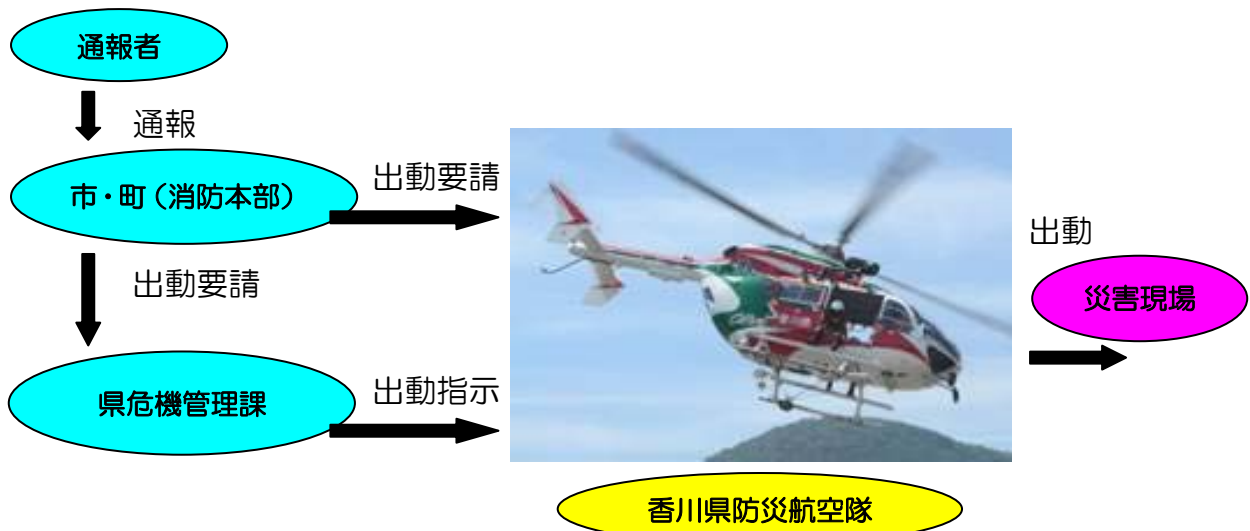 通報者
通報
市・町（消防本部）
出動要請
出動要請
県危機管理課
出動指示
出動
災害現場
香川県防災航空隊